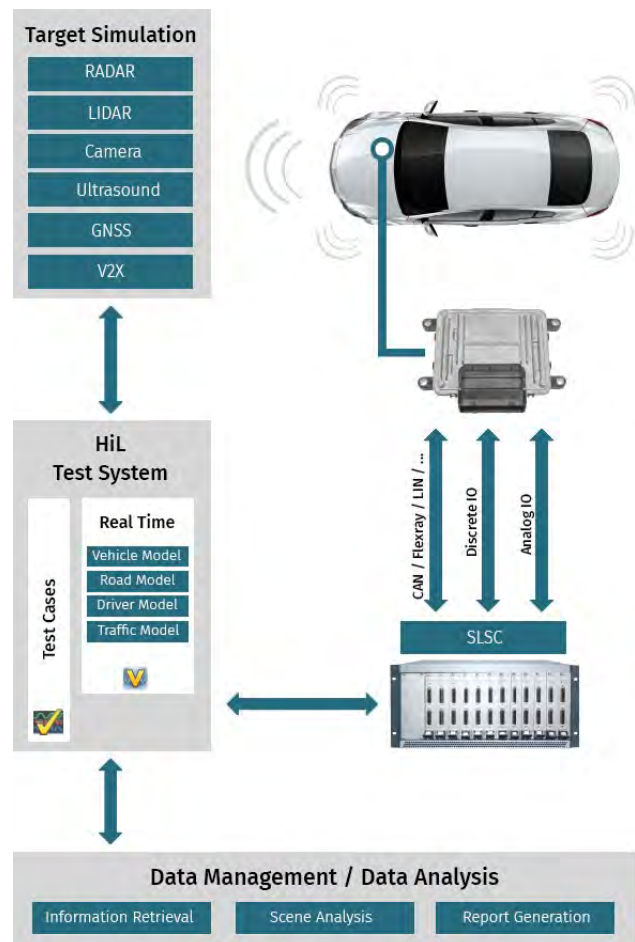 Target Simulation
RADAR
LIDAR
Camera
Ultrasound
GNSS
V2X
HiL
Test System
Test Cases
Real Time
Vehicle Model
Road Model
Driver Model
Traffic Model
CAN / Flexray / LIN / ...
Discrete IO
Analog IO
SLSC
Data Management / Data Analysis
Information Retrieval
Scene Analysis
Report Generation